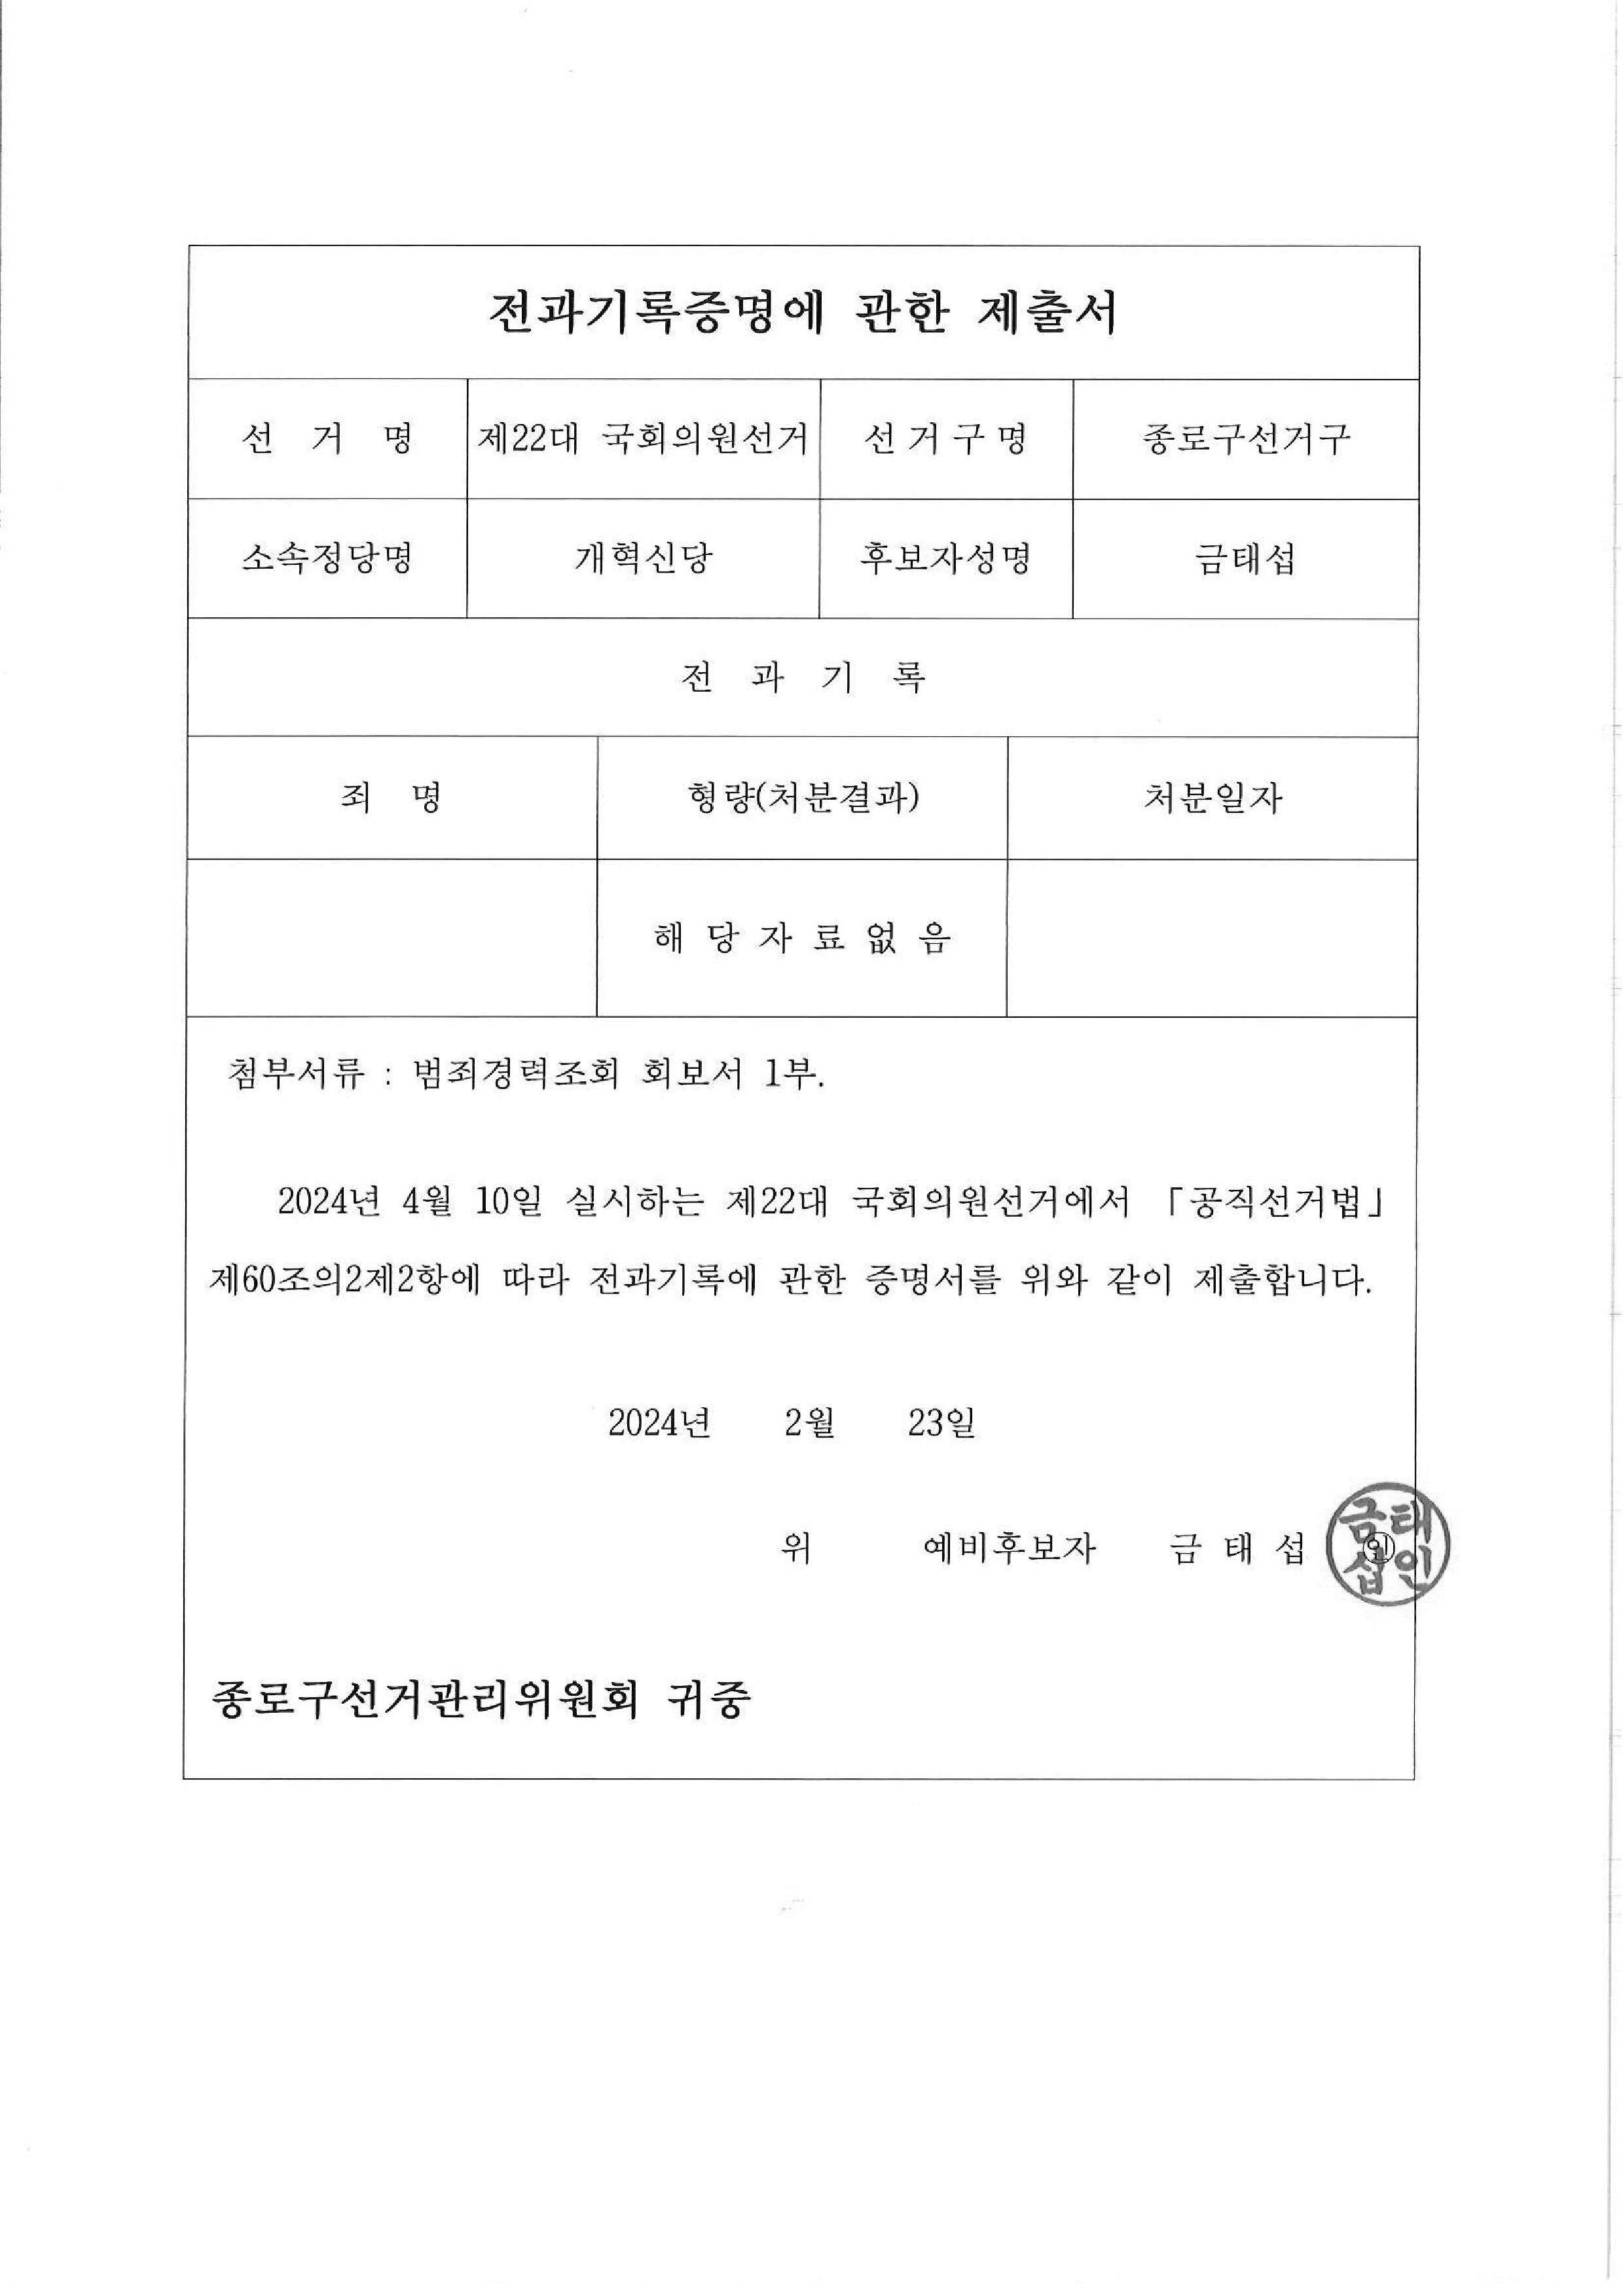 전과기록증명에 관한 제출서
선 거 명 제22대 국회의원선거 선 거 구 명 종로구선거구
소속정당명 개혁신당 후보자성명 금태섭
전 과 기 록
죄 명 형량(처분결과) 처분일자
해 당 자 료 없 음
첨부서류 : 범죄경력조회 회보서 1부.
2024년 4월 10일 실시하는 제22대 국회의원선거에서 「공직선거법」
제60조의2제2항에 따라 전과기록에 관한 증명서를 위와 같이 제출합니다.
2024년 2월 23일
위 예비후보자 금 태 섭 ㊞
금태
섭인
종로구선거관리위원회 귀중